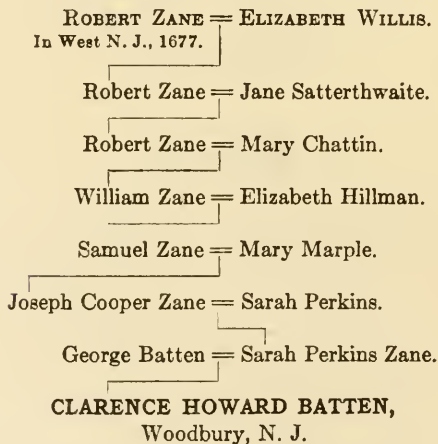 ROBERT ZANE = ELIZABETH WILLIS.
In West N. J., 1677.
Robert Zane = Jane Satterthwaite.
Robert Zane = Mary Chattin.
William Zane = Elizabeth Hillman.
Samuel Zane = Mary Marple.
Joseph Cooper Zane = Sarah Perkins.
George Batten = Sarah Perkins Zane.
CLARENCE HOWARD BATTEN,
Woodbury, N. J.